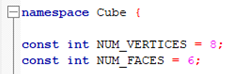 namespace Cube {
const int NUM_VERTICES = 8;
const int NUM_FACES = 6;